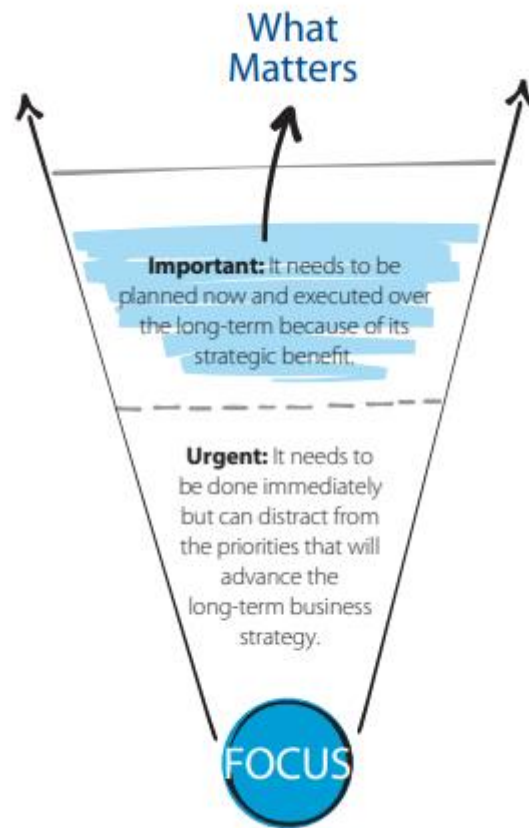 What
Matters
Important: It needs to be
planned now and executed over
the long-term because of its
strategic benefit.
Urgent: It needs to
be done immediately
but can distract from
the priorities that will
advance the
long-term business
strategy.
FOCUS